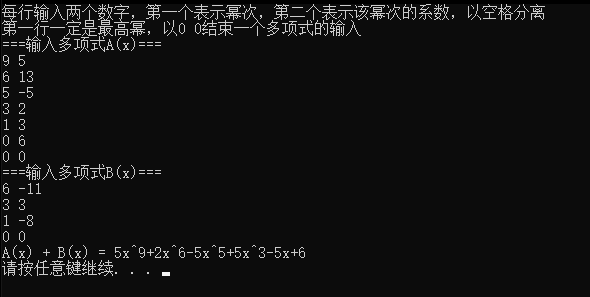 每行输入两个数字，第一个表示幂次，第二个表示该幂次的系数，以空格分离
第一行一定是最高幂，以0 0结束一个多项式的输入
===输入多项式A(x)===
9 5
6 13
5 -5
3 2
1 3
0 6
0 0
===输入多项式B(x)===
6 -11
3 3
1 -8
0 0
A(x) + B(x) = 5x^9+2x^6-5x^5+5x^3-5x+6
请按任意键继续. . .